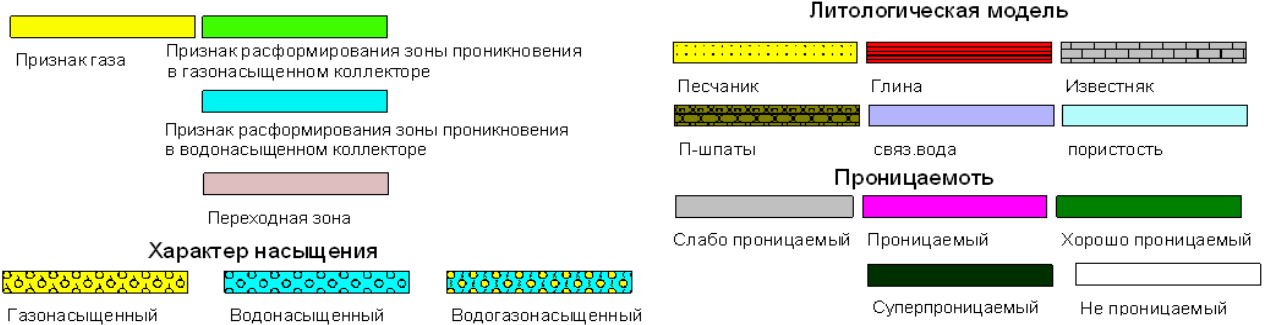 Признак газа
Признак расформирования зоны проникновения
в газонасыщенном коллекторе
Признак расформирования зоны проникновения
в водонасыщенном коллекторе
Переходная зона
Характер насыщения
Газонасыщенный
Водонасыщенный
Водогазонасыщенный
Литологическая модель
Песчаник
Глина
Известняк
П-шпаты
связ.вода
пористость
Проницаемоть
Слабо проницаемый
Проницаемый
Хорошо проницаемый
Суперпроницаемый
Не проницаемый